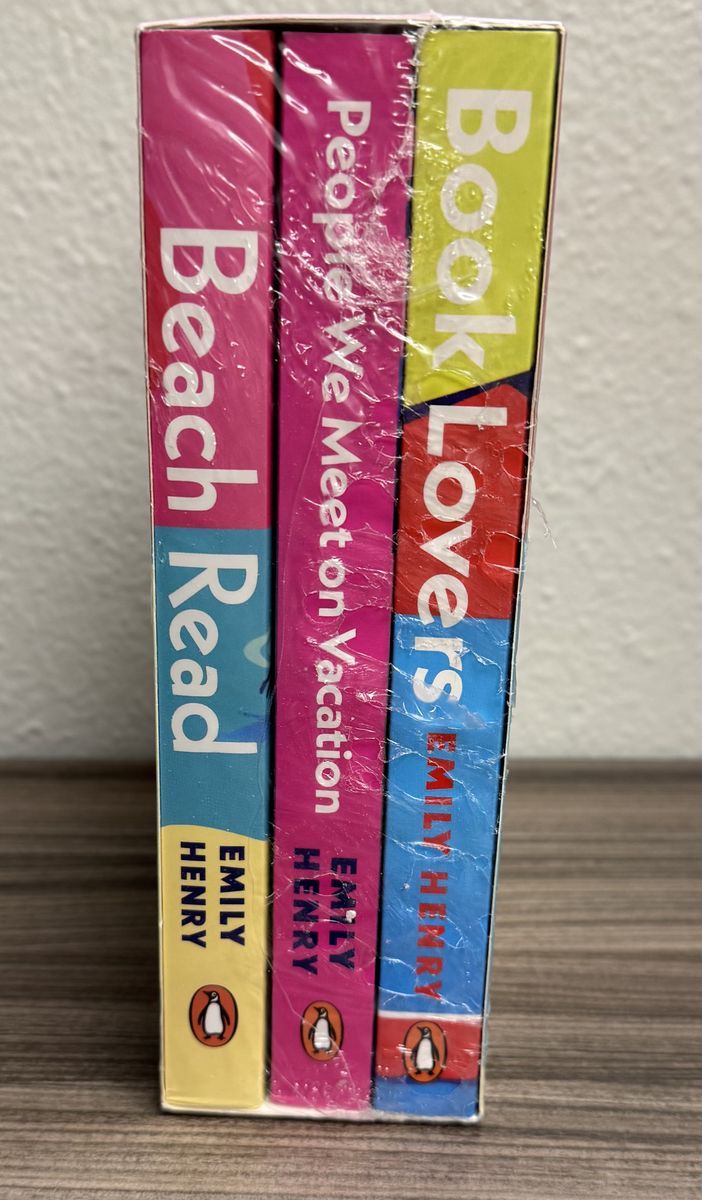 Beach Read
EMILY
HENRY
People We Meet on Vacation
EMILY
HENRY
Book Lovers
EMILY HENRY